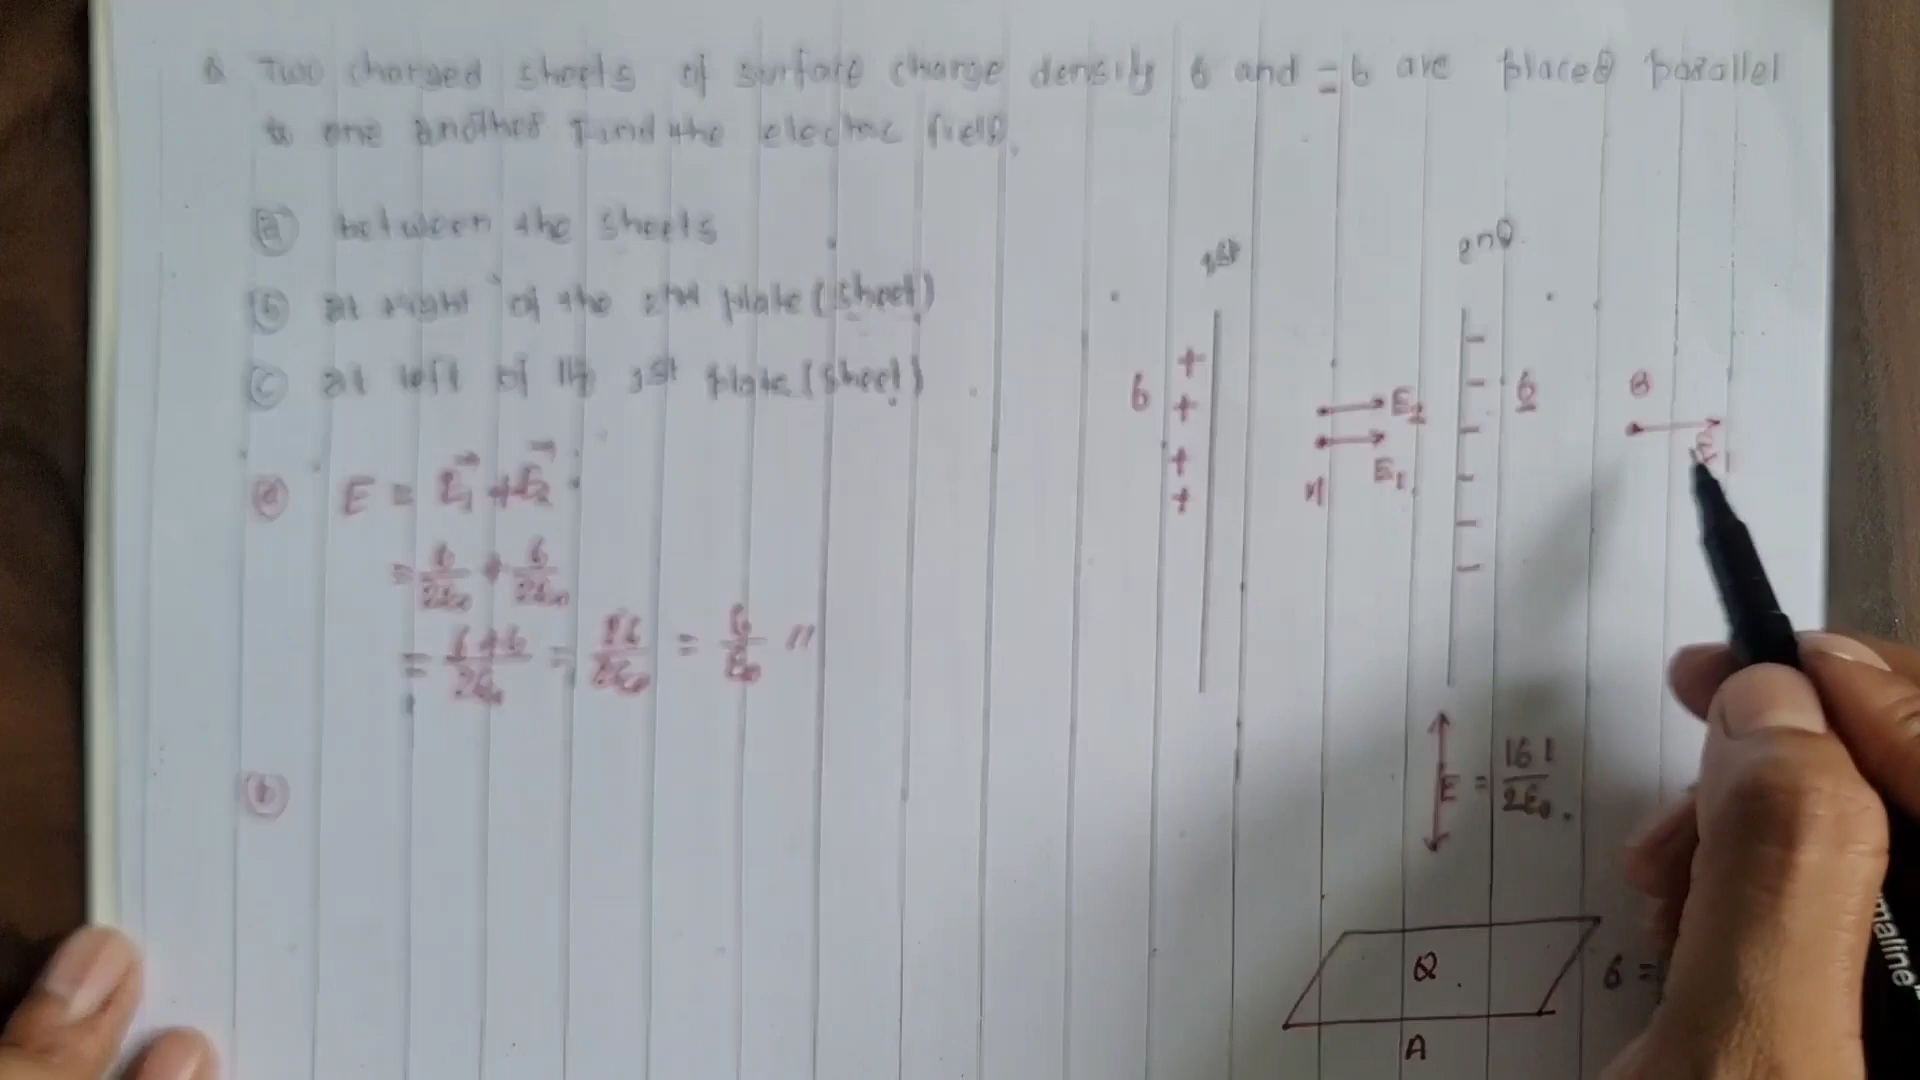 Q Two charged sheets of surface charge density σ and -σ are placed parallel
to one another find the electric field.
(a) between the sheets
(b) at right of the 2nd plate (sheet)
(c) at left of the 1st plate (sheet)
1st
2nd
σ
+
+
+
+
E₂
E₁
σ
B
E₁
(a) E = E₁ + E₂
= σ/2ε₀ + σ/2ε₀
= σ+σ/2ε₀ = 2σ/2ε₀ = σ/ε₀ //
(b)
E = |σ|/2ε₀.
Q
A
σ =
maline